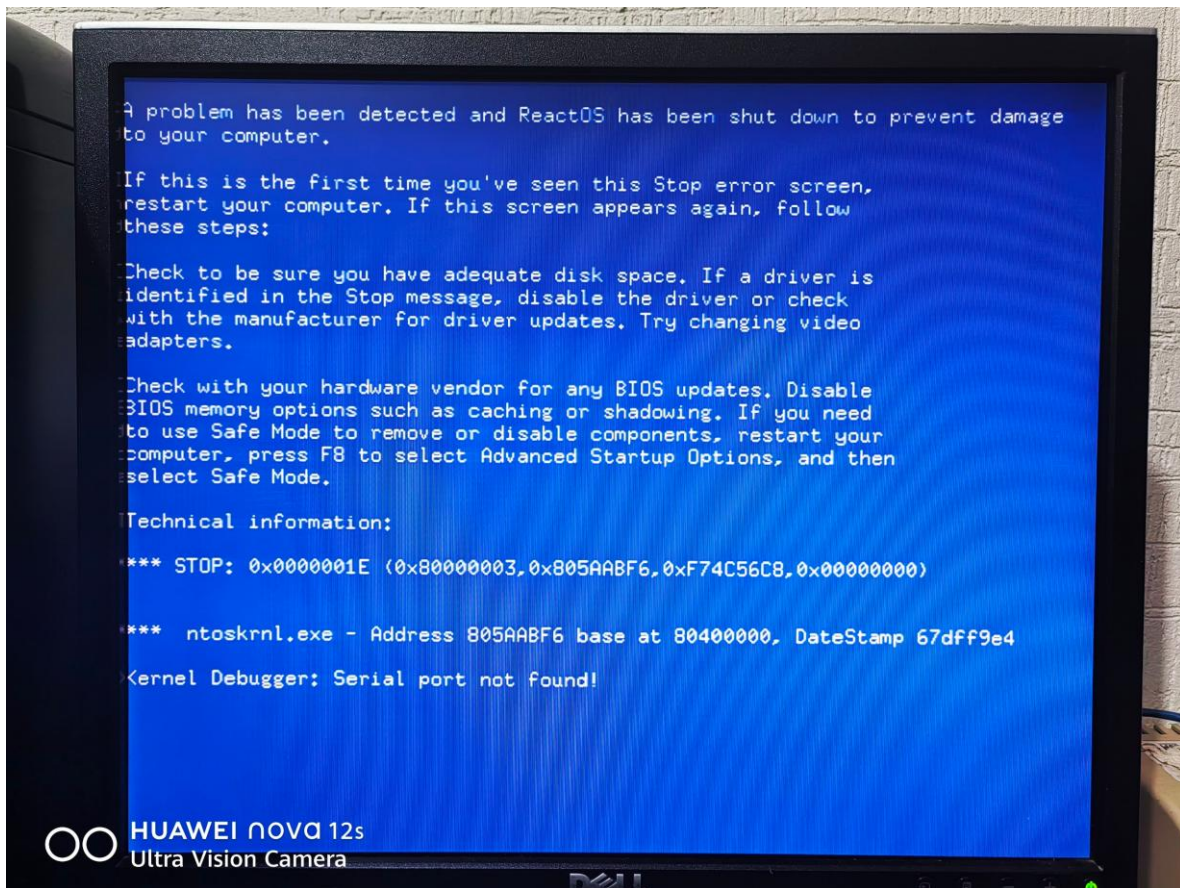 A problem has been detected and ReactOS has been shut down to prevent damage
to your computer.
If this is the first time you've seen this Stop error screen,
restart your computer. If this screen appears again, follow
these steps:
Check to be sure you have adequate disk space. If a driver is
identified in the Stop message, disable the driver or check
with the manufacturer for driver updates. Try changing video
adapters.
Check with your hardware vendor for any BIOS updates. Disable
BIOS memory options such as caching or shadowing. If you need
to use Safe Mode to remove or disable components, restart your
computer, press F8 to select Advanced Startup Options, and then
select Safe Mode.
Technical information:
*** STOP: 0x0000001E (0x80000003,0x805AABF6,0xF74C56C8,0x00000000)
*** ntoskrnl.exe - Address 805AABF6 base at 80400000, DateStamp 67dff9e4
Kernel Debugger: Serial port not found!
HUAWEI nova 12s
Ultra Vision Camera
DELL